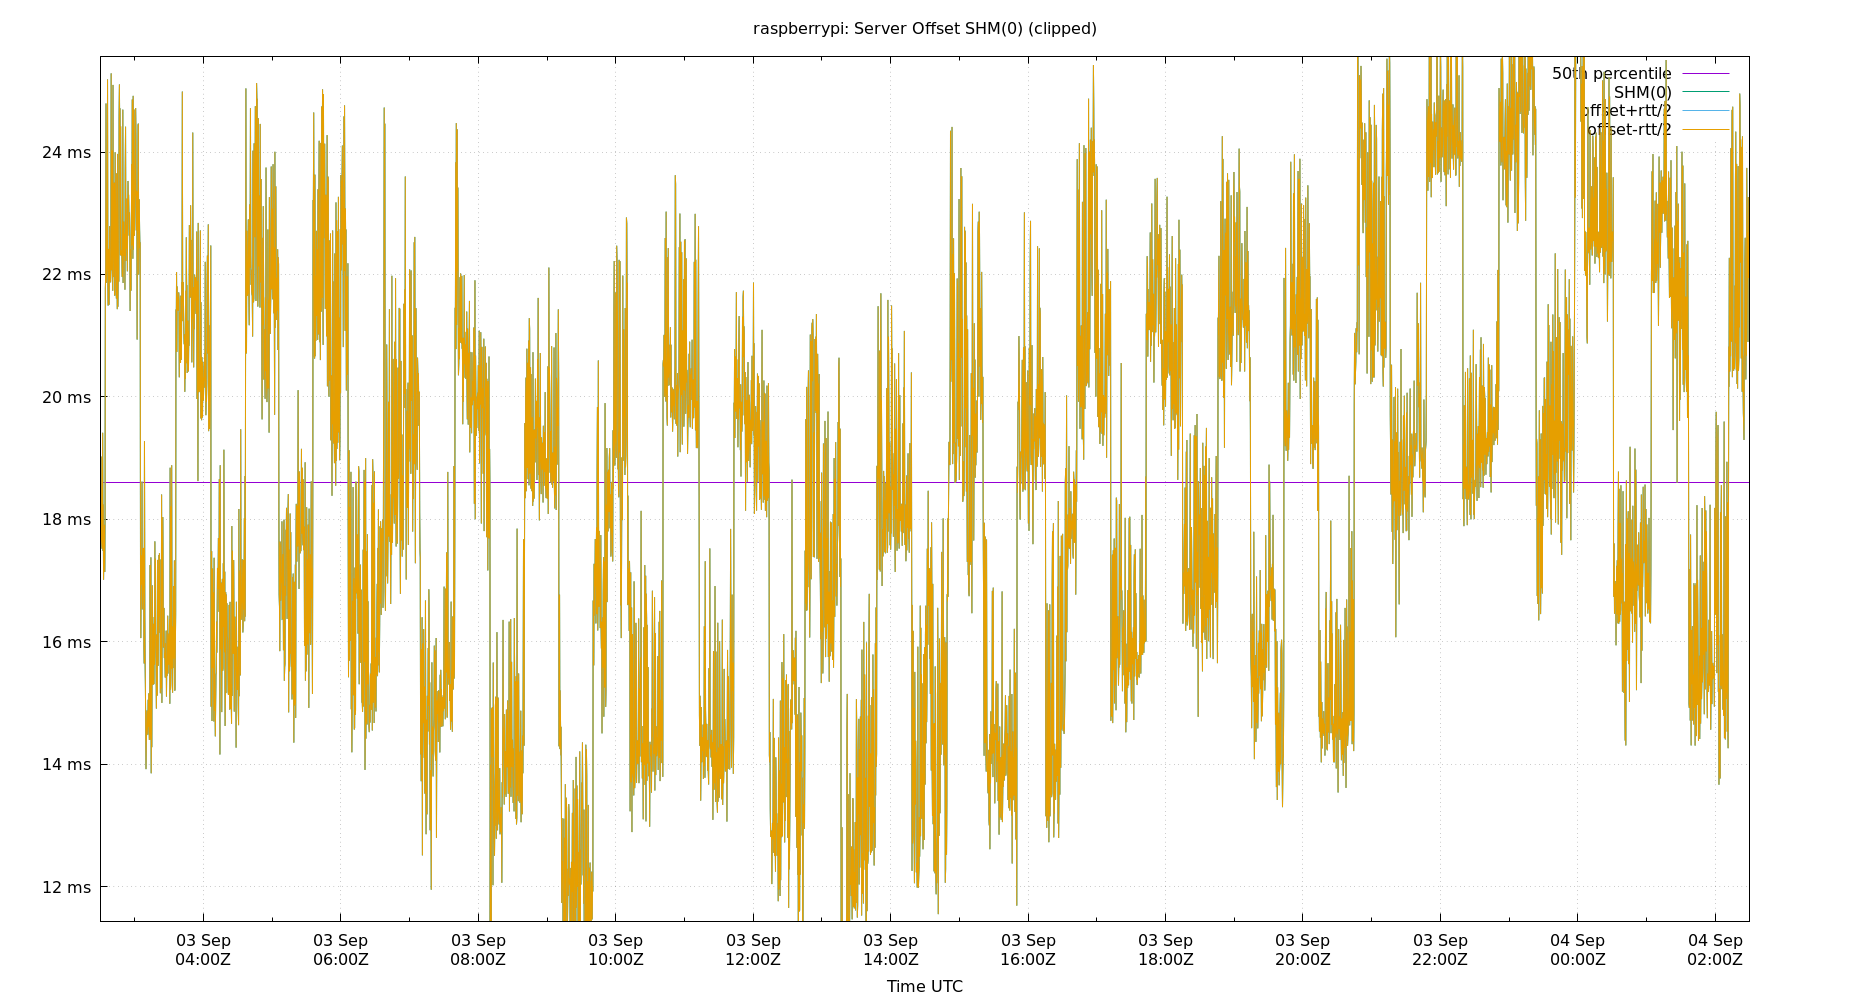 raspberrypi: Server Offset SHM(0) (clipped)
50th percentile
SHM(0)
offset+rtt/2
offset-rtt/2
24 ms
22 ms
20 ms
18 ms
16 ms
14 ms
12 ms
03 Sep 03 Sep 03 Sep 03 Sep 03 Sep 03 Sep 03 Sep 03 Sep 03 Sep 03 Sep 04 Sep 04 Sep
04:00Z 06:00Z 08:00Z 10:00Z 12:00Z 14:00Z 16:00Z 18:00Z 20:00Z 22:00Z 00:00Z 02:00Z
Time UTC